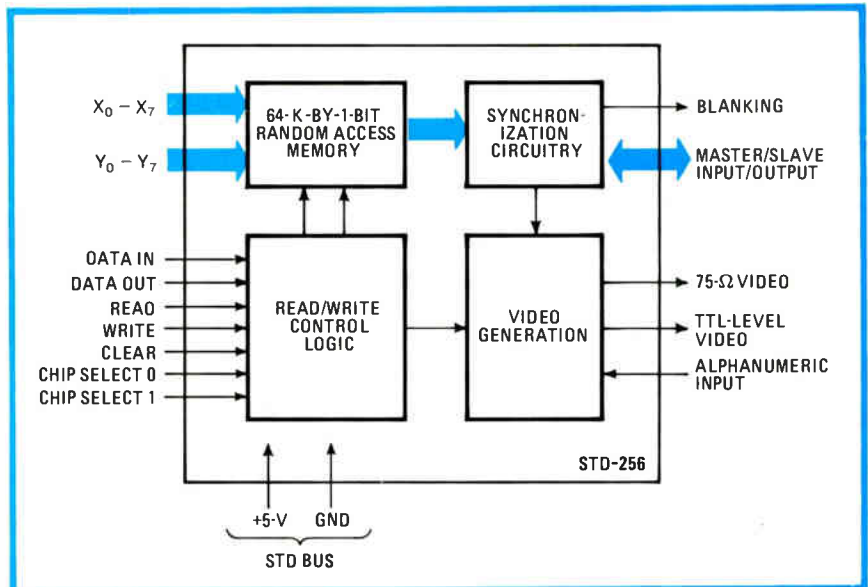 X₀ – X₇
Y₀ – Y₇
64-K-BY-1-BIT
RANDOM ACCESS
MEMORY
SYNCHRON-
IZATION
CIRCUITRY
BLANKING
MASTER/SLAVE
INPUT/OUTPUT
OATA IN
DATA OUT
REAO
WRITE
CLEAR
CHIP SELECT 0
CHIP SELECT 1
READ/WRITE
CONTROL
LOGIC
VIDEO
GENERATION
75-Ω VIDEO
TTL-LEVEL
VIDEO
ALPHANUMERIC
INPUT
STD-256
+5-V
GND
STD BUS